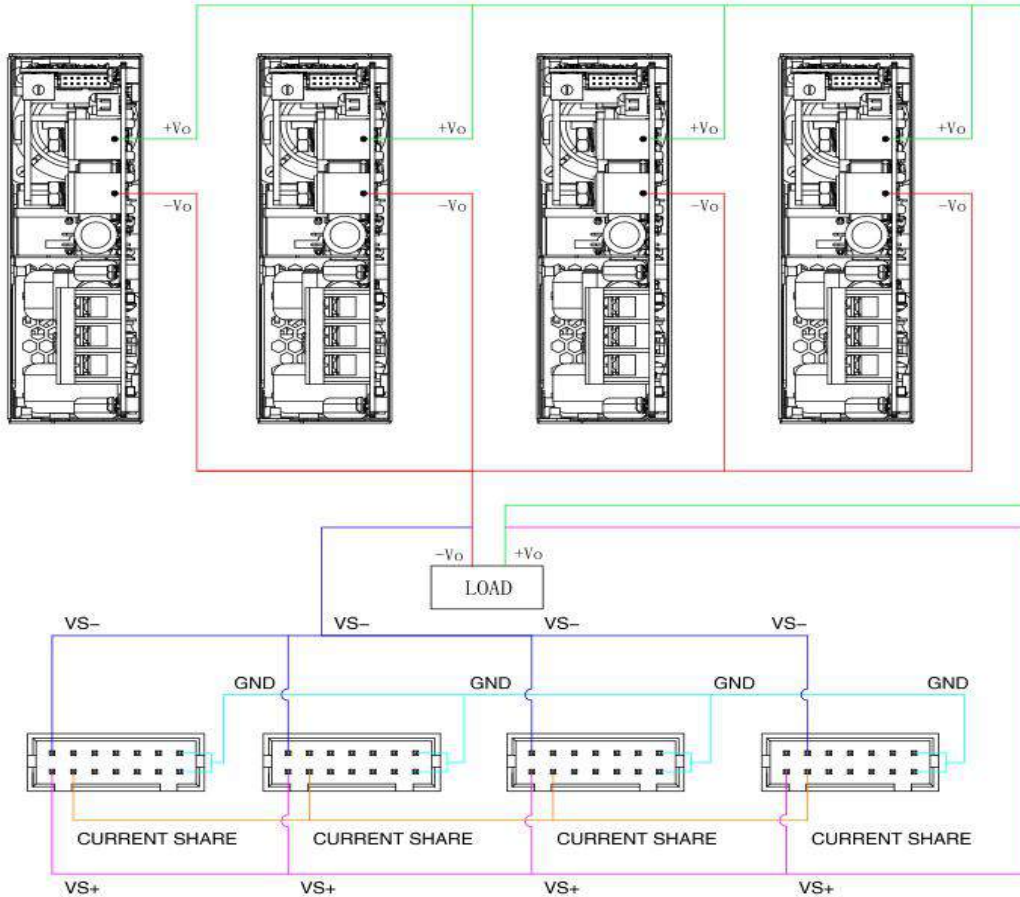 +Vo +Vo +Vo +Vo
-Vo -Vo -Vo -Vo
-Vo +Vo
LOAD
VS- VS- VS- VS-
GND GND GND GND
CURRENT SHARE CURRENT SHARE CURRENT SHARE CURRENT SHARE
VS+ VS+ VS+ VS+